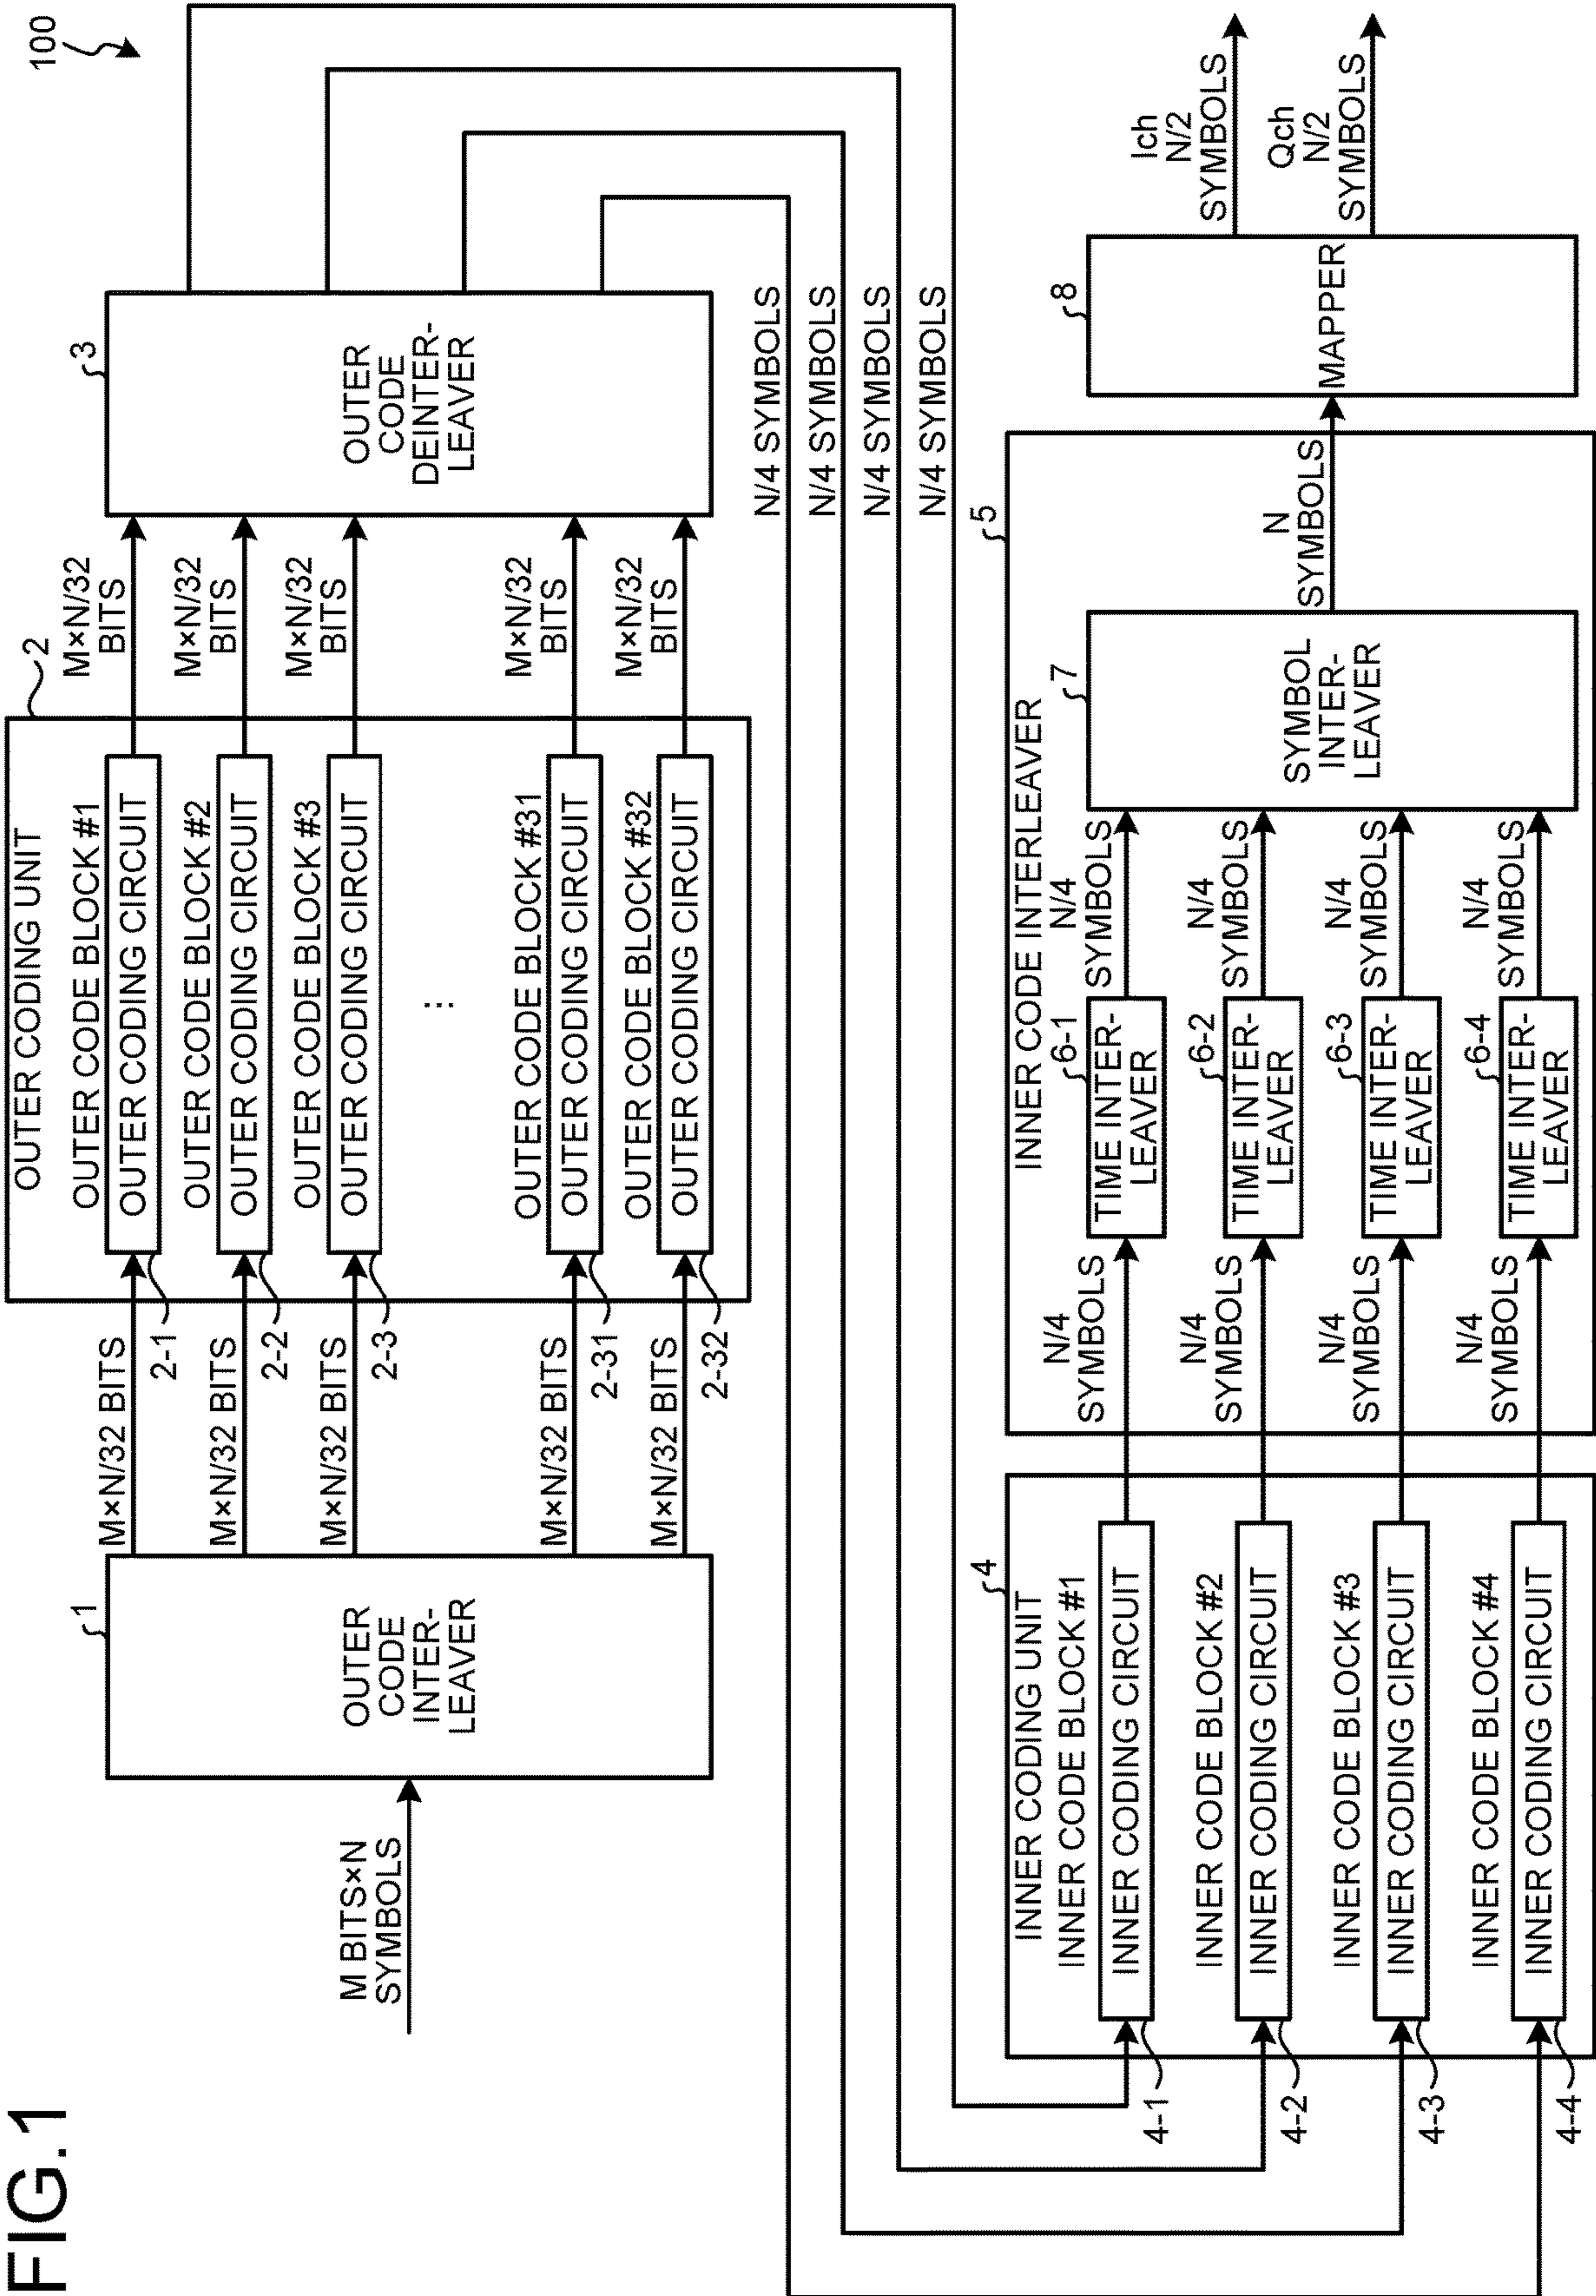 FIG.1
100
M BITS×N
SYMBOLS
1
OUTER
CODE
INTER-
LEAVER
M×N/32 BITS
M×N/32 BITS
M×N/32 BITS
M×N/32 BITS
M×N/32 BITS
2
OUTER CODING UNIT
OUTER CODE BLOCK #1
OUTER CODING CIRCUIT
2-1
OUTER CODE BLOCK #2
OUTER CODING CIRCUIT
2-2
OUTER CODE BLOCK #3
OUTER CODING CIRCUIT
2-3
...
OUTER CODE BLOCK #31
OUTER CODING CIRCUIT
2-31
OUTER CODE BLOCK #32
OUTER CODING CIRCUIT
2-32
M×N/32
BITS
M×N/32
BITS
M×N/32
BITS
M×N/32
BITS
M×N/32
BITS
3
OUTER
CODE
DEINTER-
LEAVER
N/4 SYMBOLS
N/4 SYMBOLS
N/4 SYMBOLS
N/4 SYMBOLS
4
INNER CODING UNIT
INNER CODE BLOCK #1
INNER CODING CIRCUIT
4-1
INNER CODE BLOCK #2
INNER CODING CIRCUIT
4-2
INNER CODE BLOCK #3
INNER CODING CIRCUIT
4-3
INNER CODE BLOCK #4
INNER CODING CIRCUIT
4-4
5
INNER CODE INTERLEAVER
N/4
SYMBOLS
N/4
SYMBOLS
N/4
SYMBOLS
N/4
SYMBOLS
6-1
TIME INTER-
LEAVER
6-2
TIME INTER-
LEAVER
6-3
TIME INTER-
LEAVER
6-4
TIME INTER-
LEAVER
N/4
SYMBOLS
N/4
SYMBOLS
N/4
SYMBOLS
N/4
SYMBOLS
7
SYMBOL
INTER-
LEAVER
N
SYMBOLS
8
MAPPER
Ich
N/2
SYMBOLS
Qch
N/2
SYMBOLS